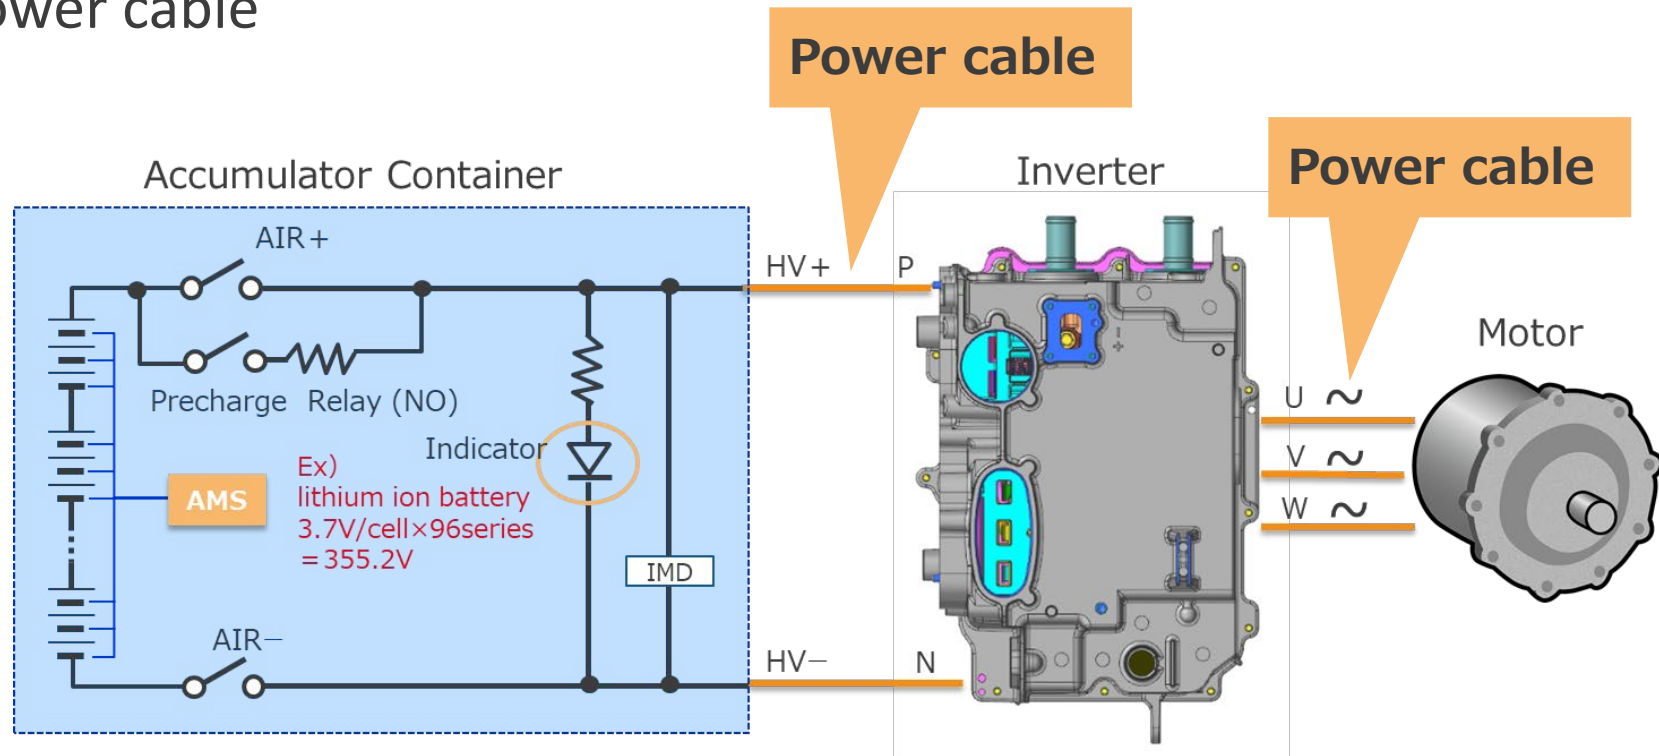 ower cable
Power cable
Power cable
Accumulator Container
Inverter
AIR+
HV+
P
Motor
Precharge Relay (NO)
U ~
Indicator
V ~
Ex)
lithium ion battery
3.7V/cell×96series
=355.2V
AMS
W ~
IMD
AIR−
HV−
N